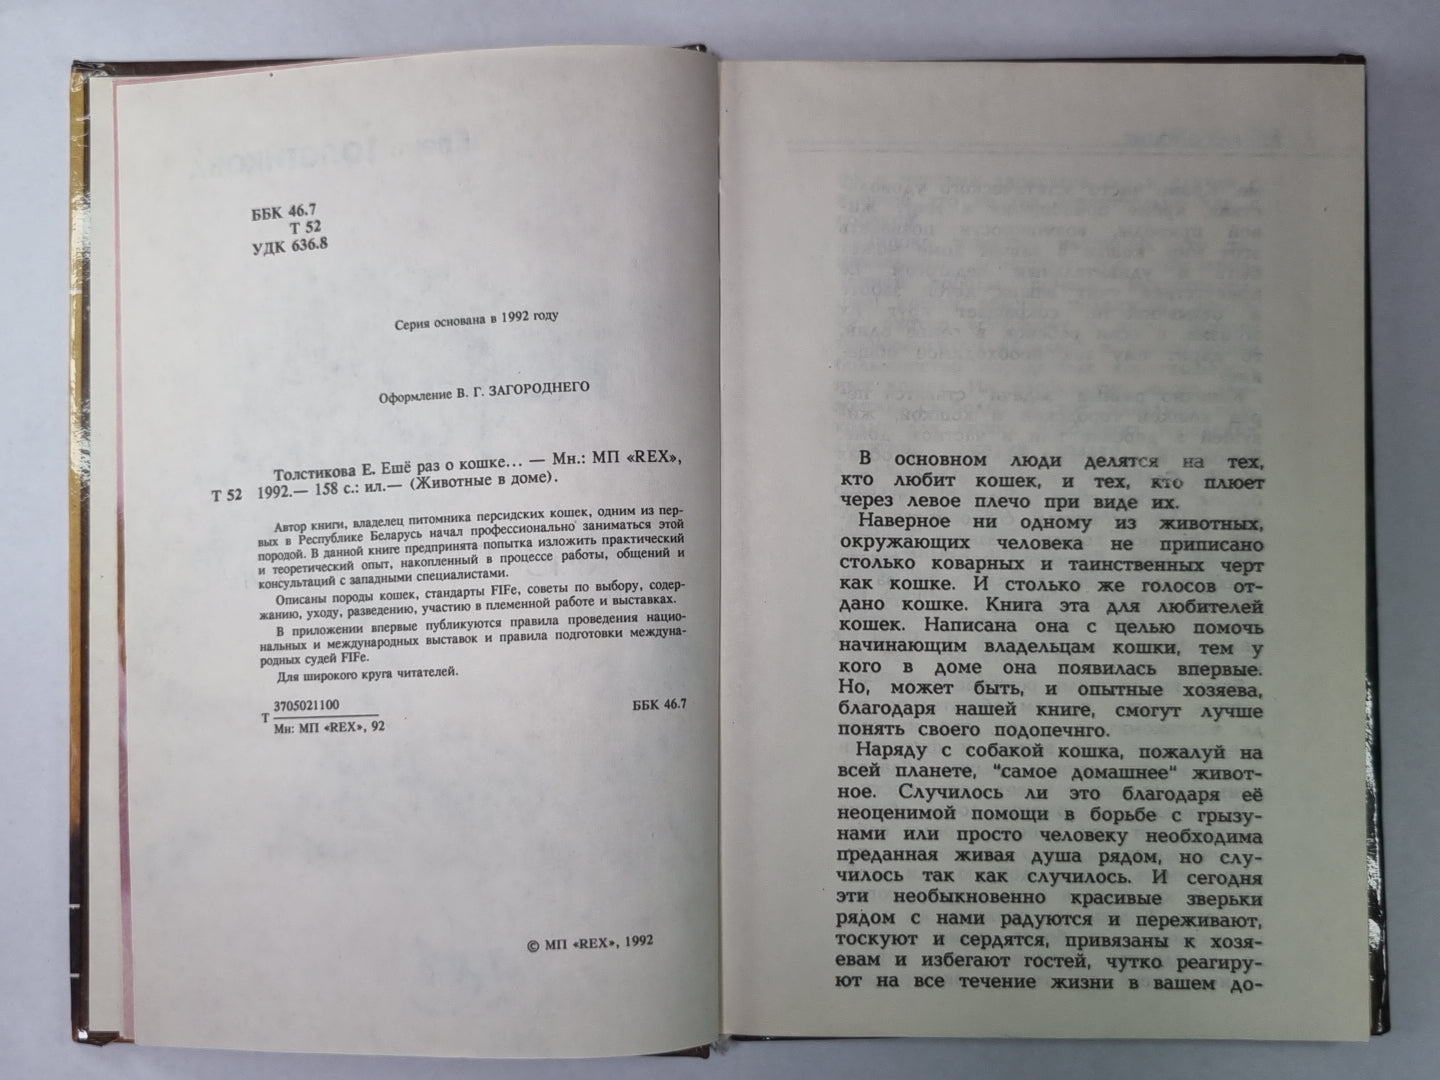 ББК 46.7
Т 52
УДК 636.8
Серия основана в 1992 году
Оформление В. Г. ЗАГОРОДНЕГО
Толстикова Е. Ешё раз о кошке... — Мн.: МП «REX»,
Т 52 1992.— 158 с.: ил.— (Животные в доме).
Автор книги, владелец питомника персидских кошек, одним из пер-
вых в Республике Беларусь начал профессионально заниматься этой
породой. В данной книге предпринята попытка изложить практический
и теоретический опыт, накопленный в процессе работы, общений и
консультаций с западными специалистами.
Описаны породы кошек, стандарты FIFe, советы по выбору, содер-
жанию, уходу, разведению, участию в племенной работе и выставках.
В приложении впервые публикуются правила проведения нацио-
нальных и международных выставок и правила подготовки междуна-
родных судей FIFe.
Для широкого круга читателей.
Т 3705021100
Мн: МП «REX», 92
ББК 46.7
© МП «REX», 1992
В основном люди делятся на тех,
кто любит кошек, и тех, кто плюет
через левое плечо при виде их.
Наверное ни одному из животных,
окружающих человека не приписано
столько коварных и таинственных черт
как кошке. И столько же голосов от-
дано кошке. Книга эта для любителей
кошек. Написана она с целью помочь
начинающим владельцам кошки, тем у
кого в доме она появилась впервые.
Но, может быть, и опытные хозяева,
благодаря нашей книге, смогут лучше
понять своего подопечнго.
Наряду с собакой кошка, пожалуй на
всей планете, "самое домашнее" живот-
ное. Случилось ли это благодаря её
неоценимой помощи в борьбе с грызу-
нами или просто человеку необходима
преданная живая душа рядом, но слу-
чилось так как случилось. И сегодня
эти необыкновенно красивые зверьки
рядом с нами радуются и переживают,
тоскуют и сердятся, привязаны к хозя-
евам и избегают гостей, чутко реагиру-
ют на все течение жизни в вашем до-